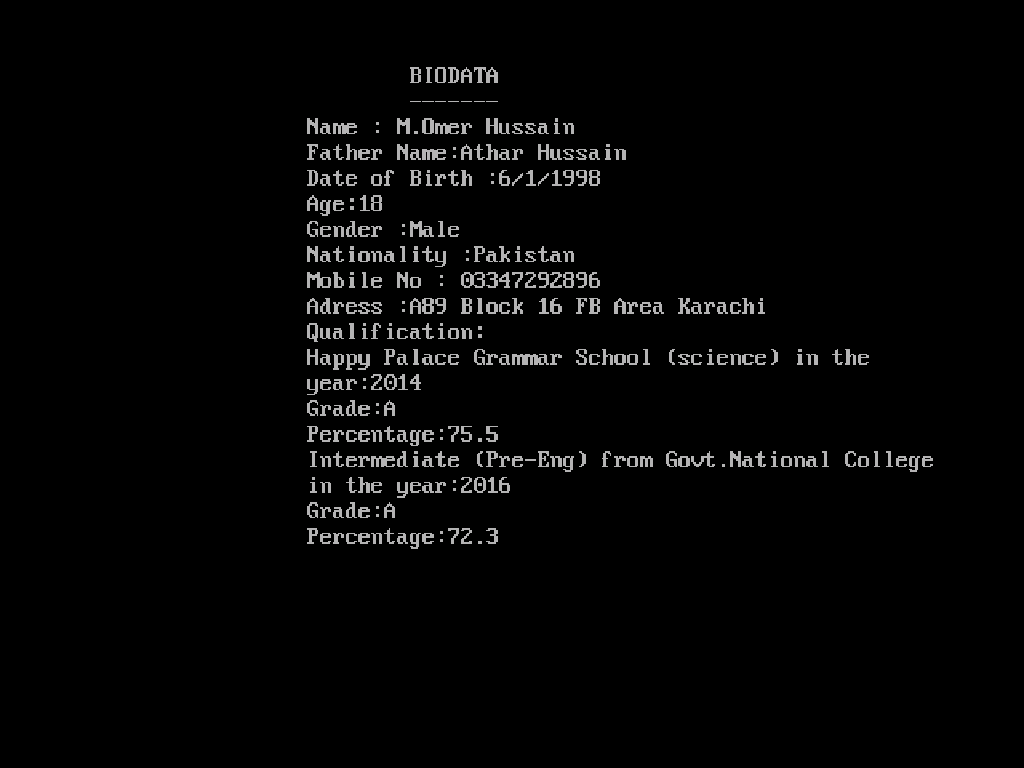 BIODATA
-------
Name : M.Omer Hussain
Father Name:Athar Hussain
Date of Birth :6/1/1998
Age:18
Gender :Male
Nationality :Pakistan
Mobile No : 03347292896
Adress :A89 Block 16 FB Area Karachi
Qualification:
Happy Palace Grammar School (science) in the
year:2014
Grade:A
Percentage:75.5
Intermediate (Pre-Eng) from Govt.National College
in the year:2016
Grade:A
Percentage:72.3